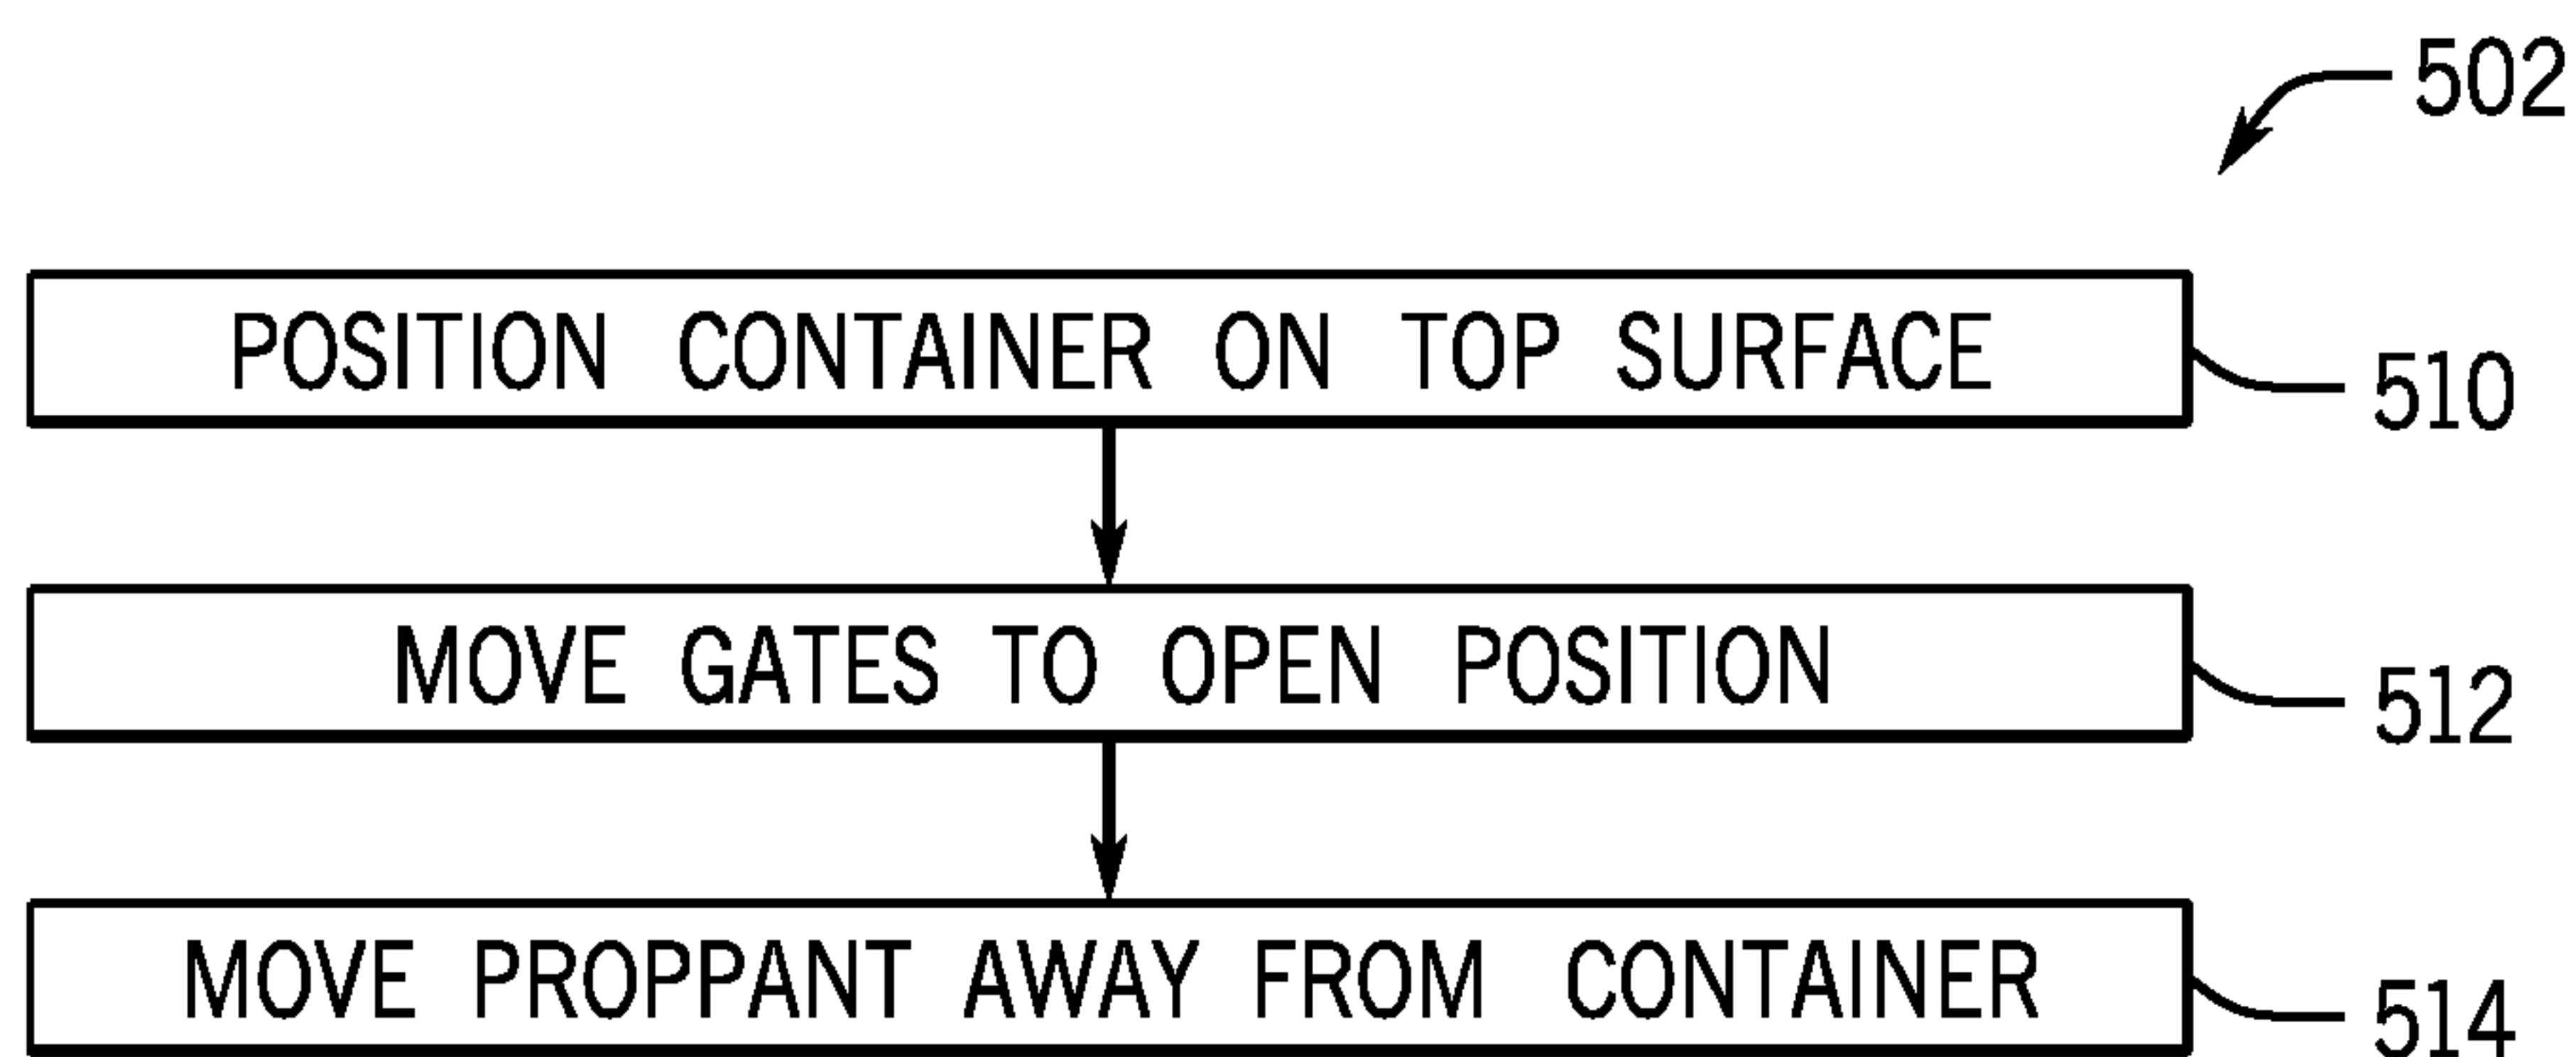 502
POSITION CONTAINER ON TOP SURFACE
510
MOVE GATES TO OPEN POSITION
512
MOVE PROPPANT AWAY FROM CONTAINER
514